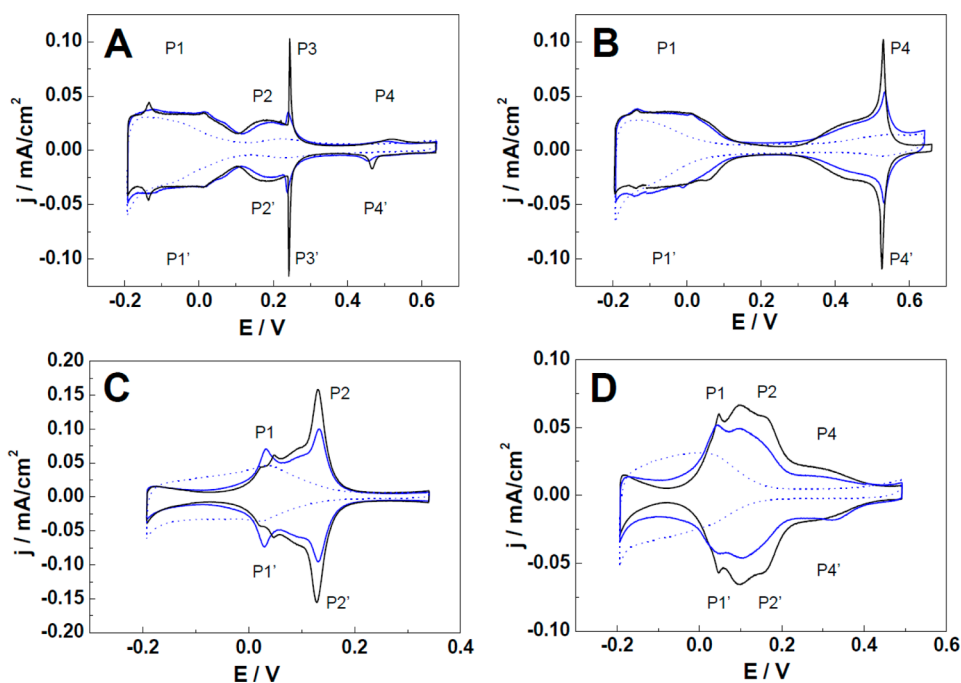 A
P1
P2
P3
P4
0.10
0.05
0.00
-0.05
-0.10
j / mA/cm²
P1'
P2'
P3'
P4'
-0.2 0.0 0.2 0.4 0.6
E / V
B
P1
P4
0.10
0.05
0.00
-0.05
-0.10
j / mA/cm²
P1'
P4'
-0.2 0.0 0.2 0.4 0.6
E / V
C
P1
P2
0.20
0.15
0.10
0.05
0.00
-0.05
-0.10
-0.15
-0.20
j / mA/cm²
P1'
P2'
-0.2 0.0 0.2 0.4
E / V
D
P1 P2
P4
0.10
0.05
0.00
-0.05
-0.10
j / mA/cm²
P4'
P1' P2'
-0.2 0.0 0.2 0.4 0.6
E / V